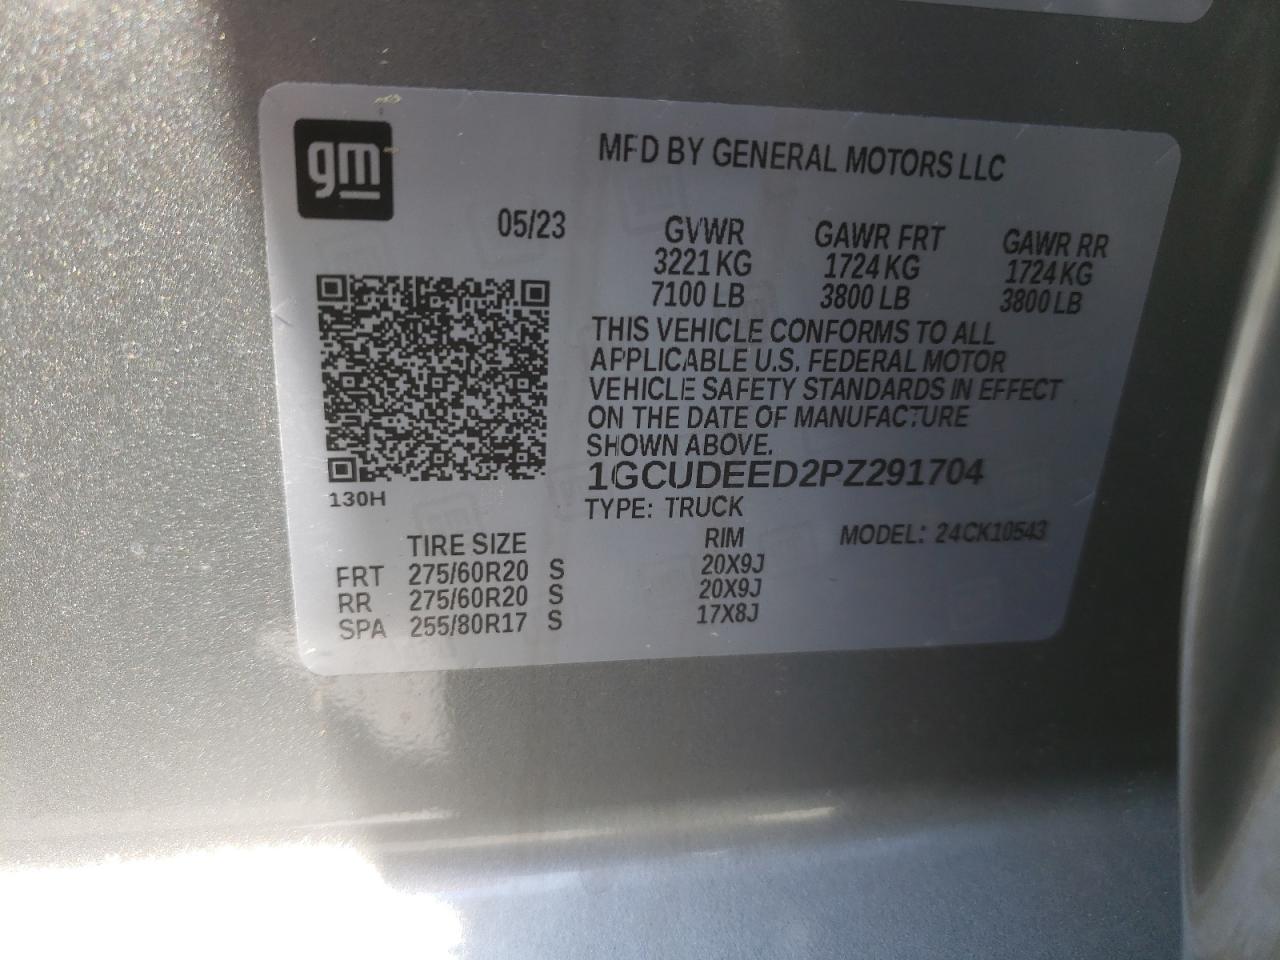 gm
MFD BY GENERAL MOTORS LLC
05/23
GVWR GAWR FRT GAWR RR
3221 KG 1724 KG 1724 KG
7100 LB 3800 LB 3800 LB
THIS VEHICLE CONFORMS TO ALL
APPLICABLE U.S. FEDERAL MOTOR
VEHICLE SAFETY STANDARDS IN EFFECT
ON THE DATE OF MANUFACTURE
SHOWN ABOVE.
1GCUDEED2PZ291704
130H
TYPE: TRUCK
TIRE SIZE RIM MODEL: 24CK10543
FRT 275/60R20 S 20X9J
RR 275/60R20 S 20X9J
SPA 255/80R17 S 17X8J